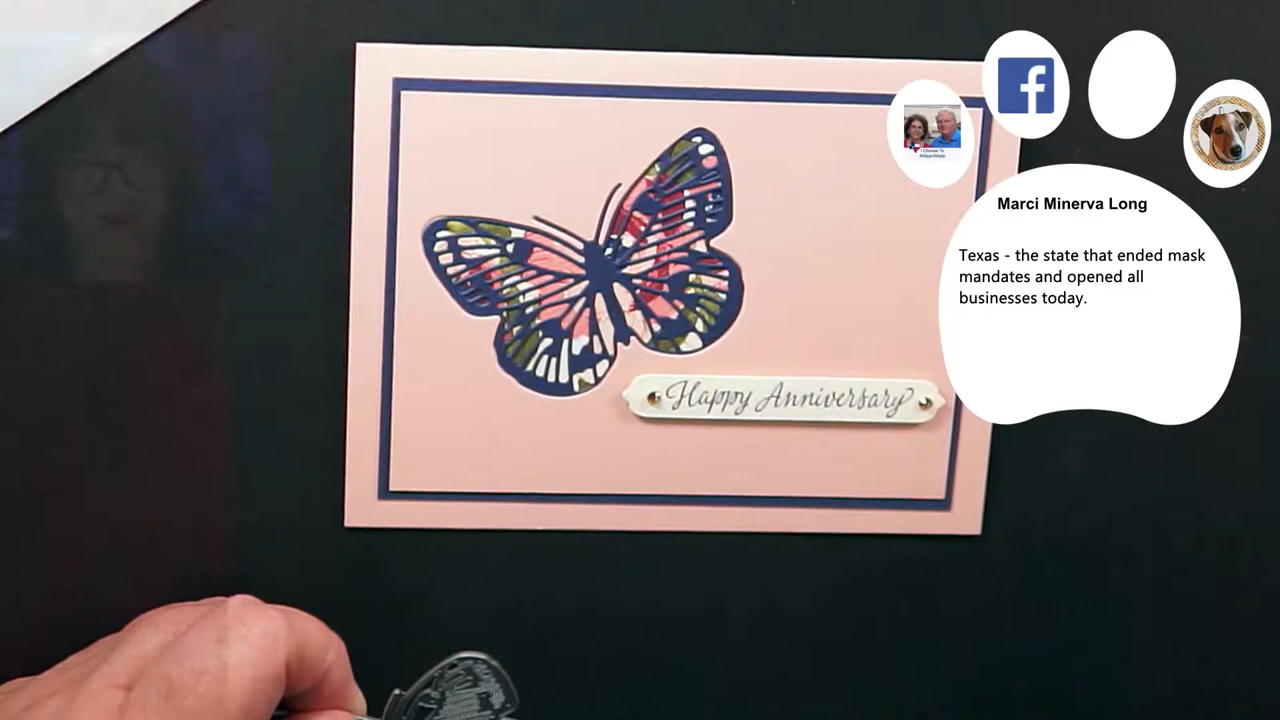 Marci Minerva Long
Texas - the state that ended mask
mandates and opened all
businesses today.
Happy Anniversary